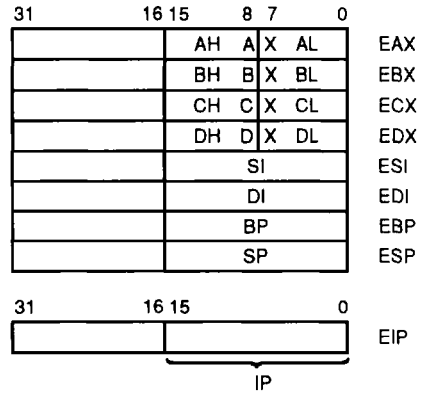 31 16 15 8 7 0
AH A X AL EAX
BH B X BL EBX
CH C X CL ECX
DH D X DL EDX
SI ESI
DI EDI
BP EBP
SP ESP
31 16 15 0
EIP
IP